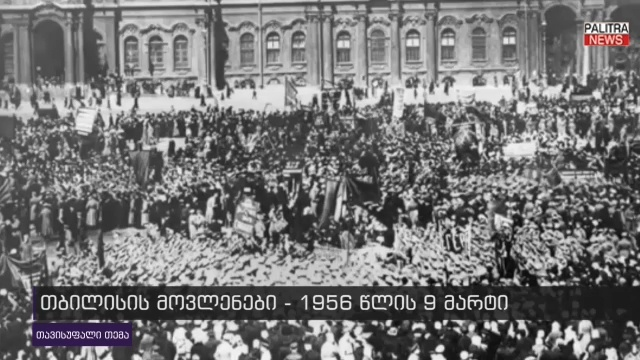 PALITRA
NEWS
ᲗᲑᲘᲚᲘᲡᲘᲡ ᲛᲝᲕᲚᲔᲜᲔᲑᲘ - 1956 ᲬᲚᲘᲡ 9 ᲛᲐᲠᲢᲘ
ᲗᲐᲕᲘᲡᲣᲤᲐᲚᲘ ᲗᲔᲛᲐ